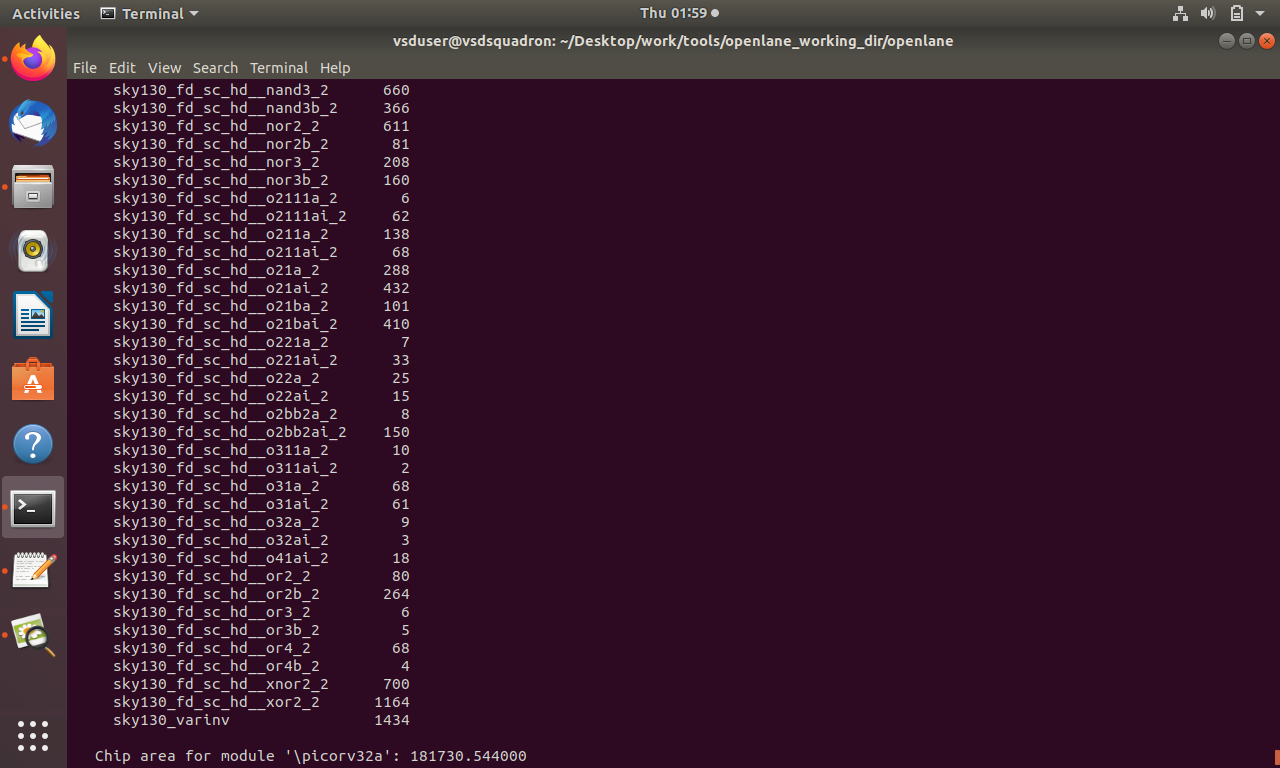 Activities Terminal Thu 01:59
vsduser@vsdsquadron: ~/Desktop/work/tools/openlane_working_dir/openlane
File Edit View Search Terminal Help
sky130_fd_sc_hd__nand3_2 660
sky130_fd_sc_hd__nand3b_2 366
sky130_fd_sc_hd__nor2_2 611
sky130_fd_sc_hd__nor2b_2 81
sky130_fd_sc_hd__nor3_2 208
sky130_fd_sc_hd__nor3b_2 160
sky130_fd_sc_hd__o2111a_2 6
sky130_fd_sc_hd__o2111ai_2 62
sky130_fd_sc_hd__o211a_2 138
sky130_fd_sc_hd__o211ai_2 68
sky130_fd_sc_hd__o21a_2 288
sky130_fd_sc_hd__o21ai_2 432
sky130_fd_sc_hd__o21ba_2 101
sky130_fd_sc_hd__o21bai_2 410
sky130_fd_sc_hd__o221a_2 7
sky130_fd_sc_hd__o221ai_2 33
sky130_fd_sc_hd__o22a_2 25
sky130_fd_sc_hd__o22ai_2 15
sky130_fd_sc_hd__o2bb2a_2 8
sky130_fd_sc_hd__o2bb2ai_2 150
sky130_fd_sc_hd__o311a_2 10
sky130_fd_sc_hd__o311ai_2 2
sky130_fd_sc_hd__o31a_2 68
sky130_fd_sc_hd__o31ai_2 61
sky130_fd_sc_hd__o32a_2 9
sky130_fd_sc_hd__o32ai_2 3
sky130_fd_sc_hd__o41ai_2 18
sky130_fd_sc_hd__or2_2 80
sky130_fd_sc_hd__or2b_2 264
sky130_fd_sc_hd__or3_2 6
sky130_fd_sc_hd__or3b_2 5
sky130_fd_sc_hd__or4_2 68
sky130_fd_sc_hd__or4b_2 4
sky130_fd_sc_hd__xnor2_2 700
sky130_fd_sc_hd__xor2_2 1164
sky130_varinv 1434
Chip area for module '\picorv32a': 181730.544000